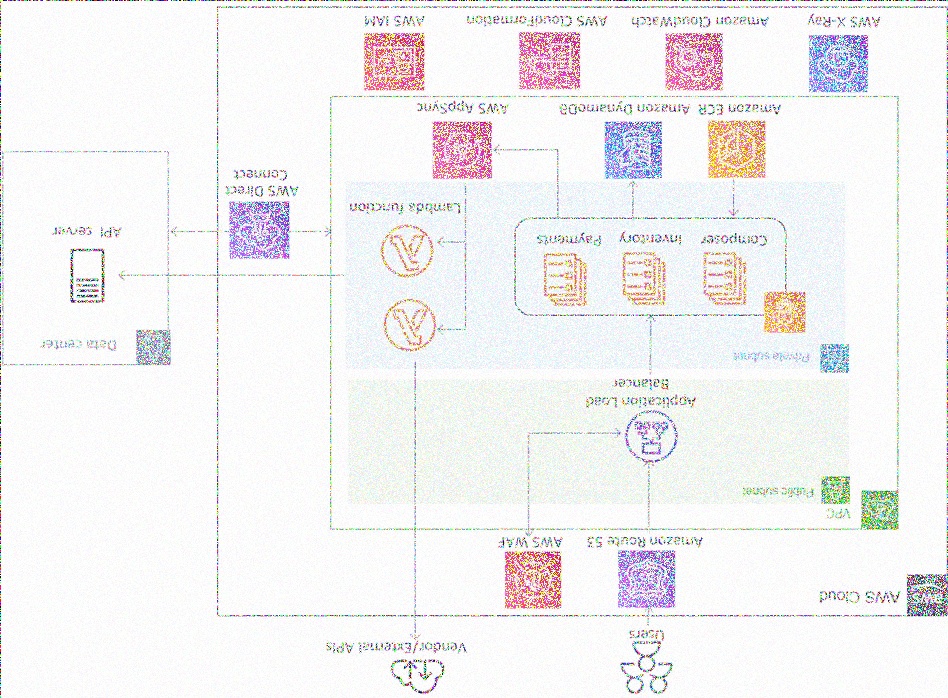 Users
Vendor/External APIs
AWS Cloud
Amazon Route 53
AWS WAF
VPC
Public subnet
Application Load
Balancer
Private subnet
Data center
Composer
Inventory
Payments
API server
Lambda function
AWS Direct
Connect
Amazon ECR
Amazon DynamoDB
AWS AppSync
AWS X-Ray
Amazon CloudWatch
AWS CloudFormation
AWS IAM